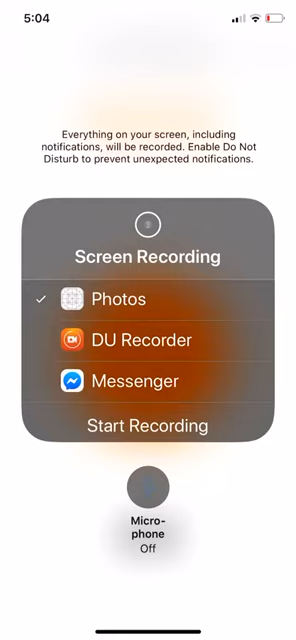 5:04
Everything on your screen, including
notifications, will be recorded. Enable Do Not
Disturb to prevent unexpected notifications.
Screen Recording
Photos
DU Recorder
Messenger
Start Recording
Micro-
phone
Off